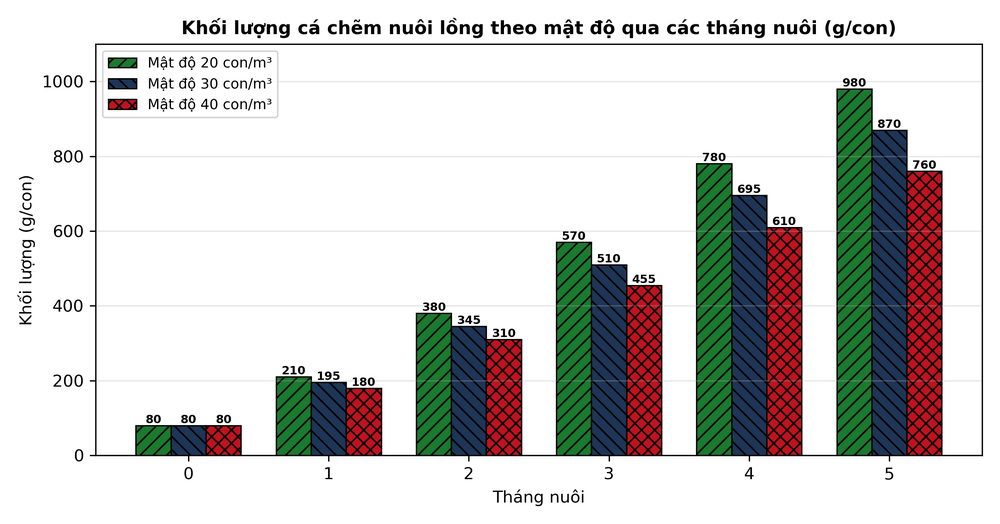 Khối lượng cá chẽm nuôi lồng theo mật độ qua các tháng nuôi (g/con)
Mật độ 20 con/m³
Mật độ 30 con/m³
Mật độ 40 con/m³
Khối lượng (g/con)
1000
800
600
400
200
0
80 80 80
210 195 180
380 345 310
570 510 455
780 695 610
980 870 760
0 1 2 3 4 5
Tháng nuôi